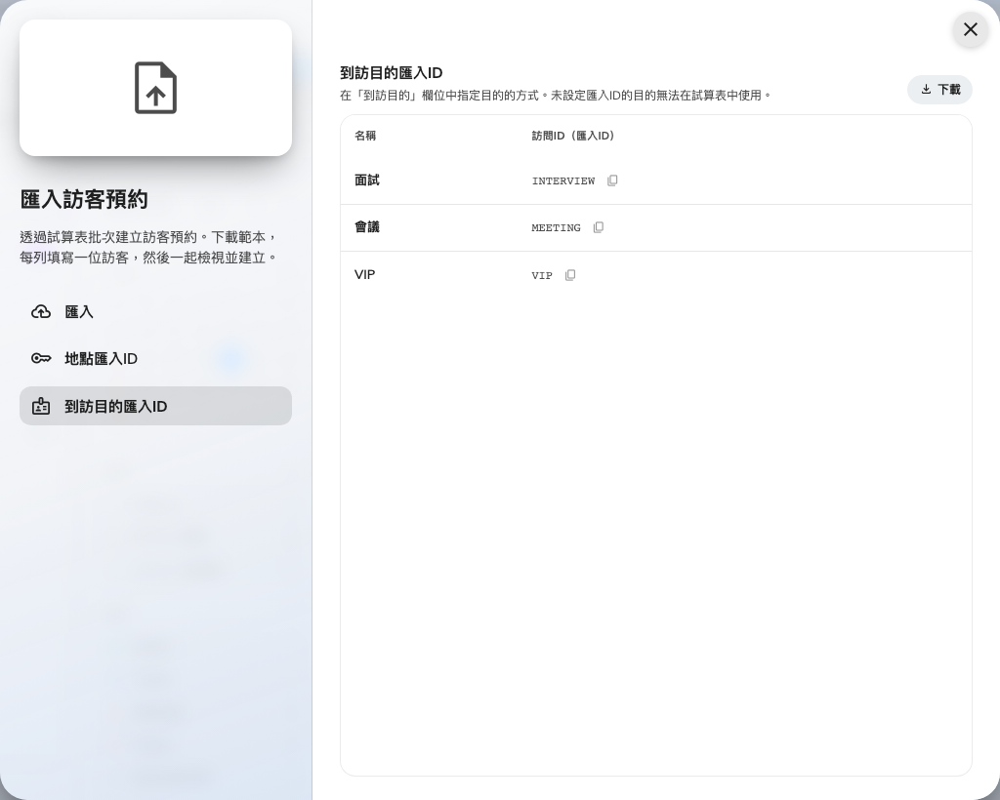 匯入訪客預約
透過試算表批次建立訪客預約。下載範本，
每列填寫一位訪客，然後一起檢視並建立。
匯入
地點匯入ID
到訪目的匯入ID
到訪目的匯入ID
在「到訪目的」欄位中指定目的的方式。未設定匯入ID的目的無法在試算表中使用。
下載
名稱 訪問ID（匯入ID）
面試 INTERVIEW
會議 MEETING
VIP VIP